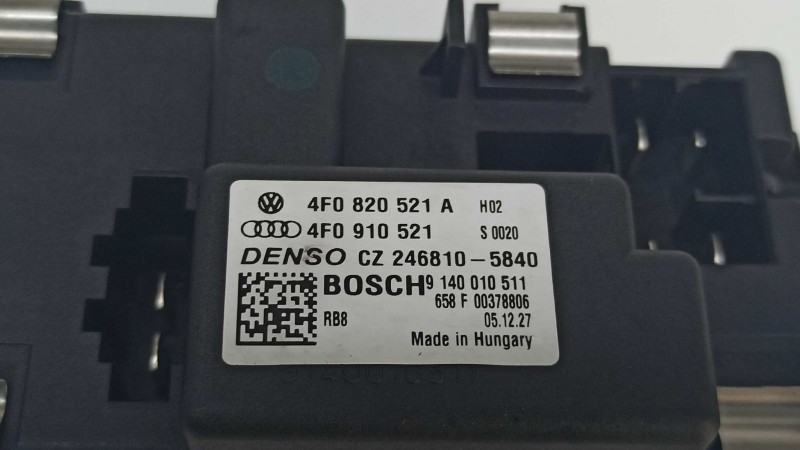 4F0 820 521 A H02
4F0 910 521 S 0020
DENSO CZ 246810-5840
BOSCH 9 140 010 511
658 F 00378806
RB8 05.12.27
Made in Hungary